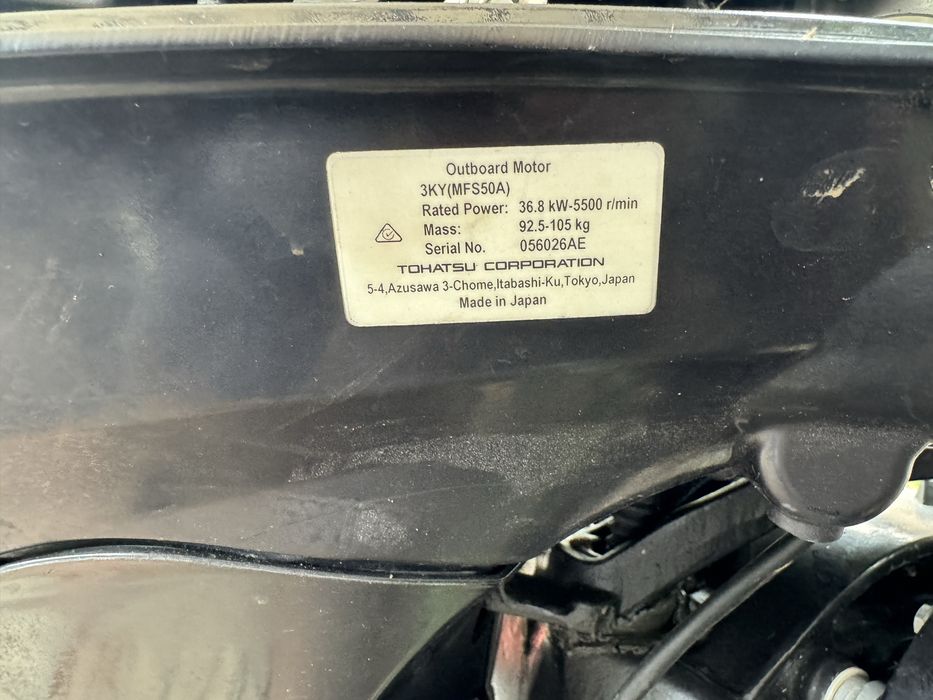 Outboard Motor
3KY(MFS50A)
Rated Power: 36.8 kW-5500 r/min
Mass: 92.5-105 kg
Serial No. 056026AE
TOHATSU CORPORATION
5-4,Azusawa 3-Chome,Itabashi-Ku,Tokyo,Japan
Made in Japan